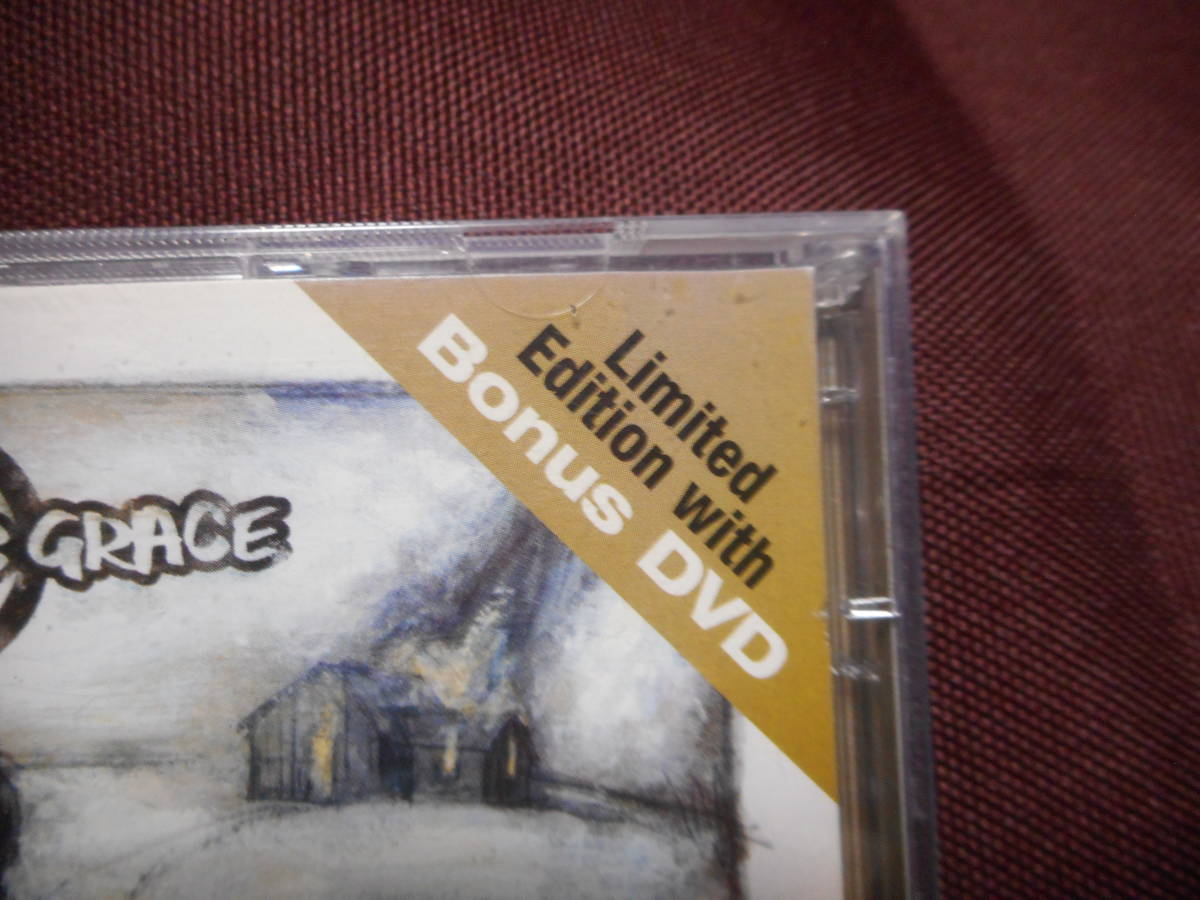 Limited
Edition with
Bonus DVD
GRACE